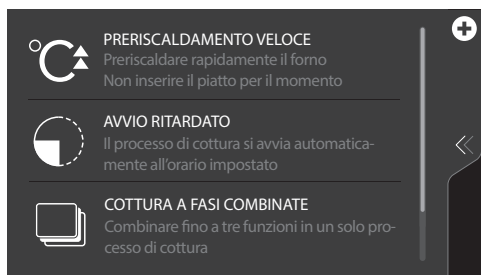 °C
PRERISCALDAMENTO VELOCE
Preriscaldare rapidamente il forno
Non inserire il piatto per il momento
AVVIO RITARDATO
Il processo di cottura si avvia automatica-
mente all'orario impostato
COTTURA A FASI COMBINATE
Combinare fino a tre funzioni in un solo pro-
cesso di cottura